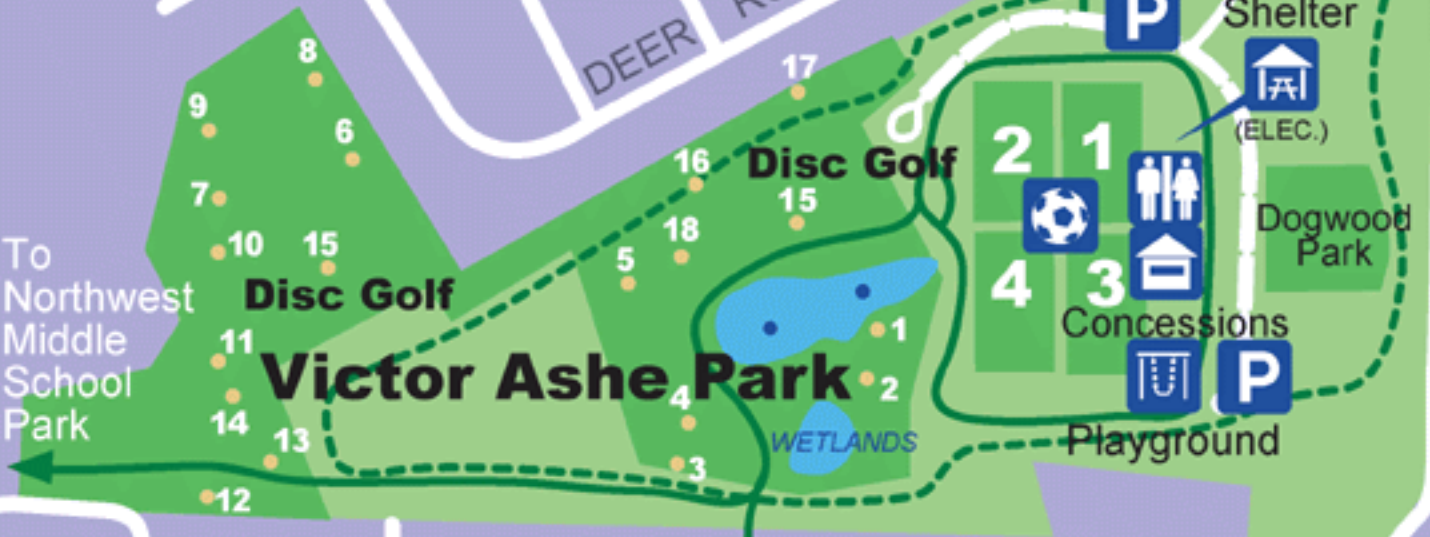 P
Shelter
DEER
8
17
(ELEC.)
9
6
2
1
16
Disc Golf
7
15
18
Dogwood
Park
10
15
To
Northwest
Middle
School
Park
5
Disc Golf
4
3
11
1
Concessions
Victor Ashe Park
2
P
14
4
13
WETLANDS
Playground
3
12